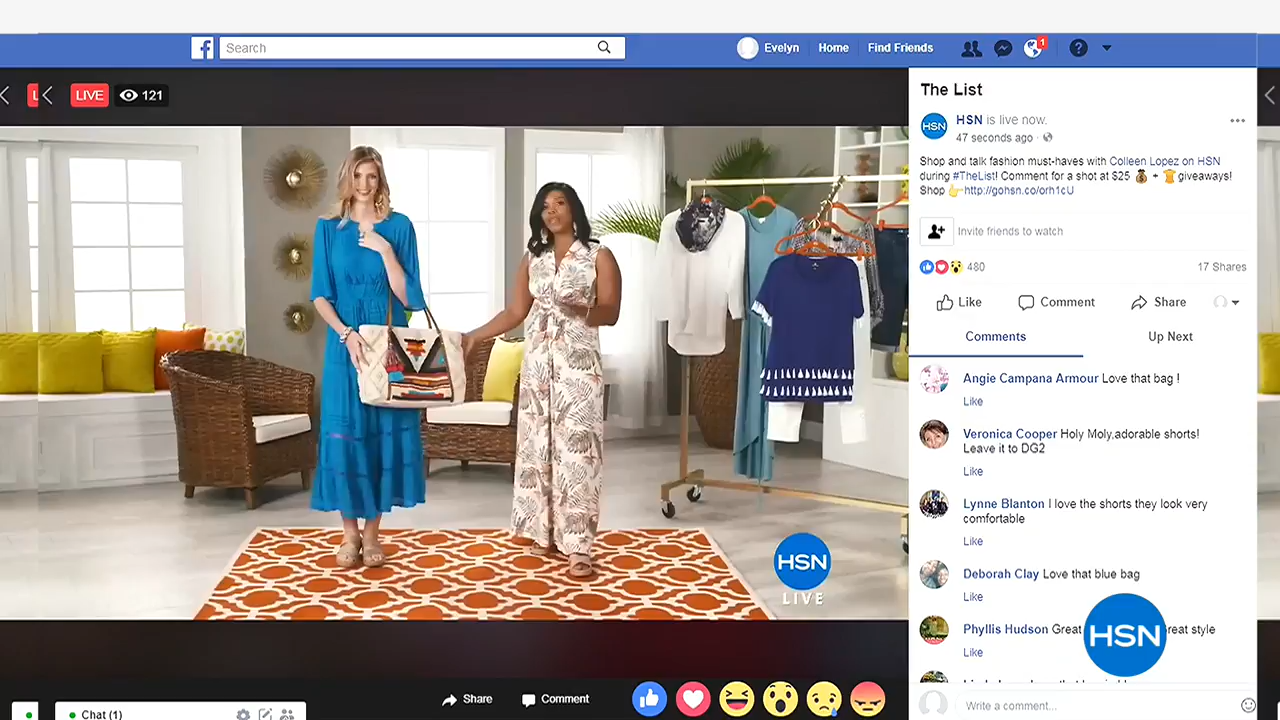 Search
Evelyn
Home
Find Friends
1
L
LIVE
121
The List
HSN
HSN is live now.
47 seconds ago
Shop and talk fashion must-haves with Colleen Lopez on HSN
during #TheList! Comment for a shot at $25 + giveaways!
Shop http://gohsn.co/orh1cU
Invite friends to watch
480
17 Shares
Like
Comment
Share
Comments
Up Next
Angie Campana Armour Love that bag !
Like
Veronica Cooper Holy Moly,adorable shorts!
Leave it to DG2
Like
Lynne Blanton I love the shorts they look very
comfortable
Like
Deborah Clay Love that blue bag
Like
Phyllis Hudson Great
style
Like
HSN
HSN
LIVE
Share
Comment
Chat (1)
Write a comment...